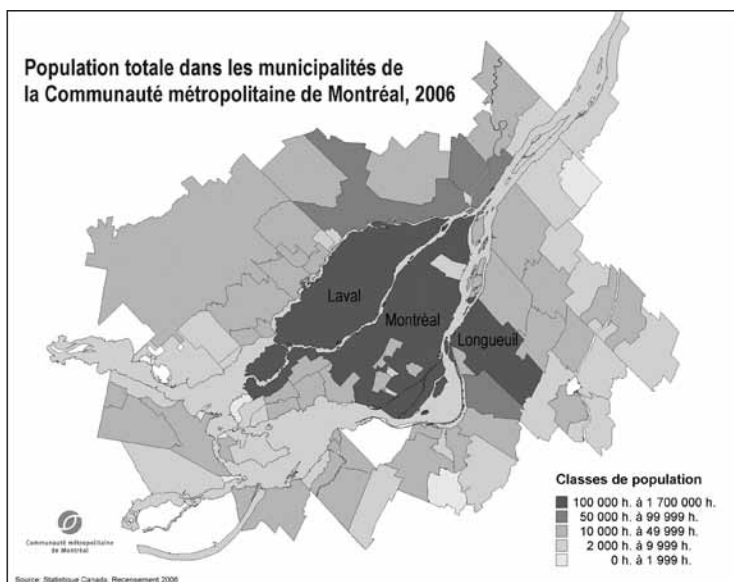 Population totale dans les municipalités de
la Communauté métropolitaine de Montréal, 2006
Laval
Montréal
Longueuil
Classes de population
100 000 h. à 1 700 000 h.
50 000 h. à 99 999 h.
10 000 h. à 49 999 h.
2 000 h. à 9 999 h.
0 h. à 1 999 h.
Communauté métropolitaine
de Montréal
Source: Statistique Canada, Recensement 2006